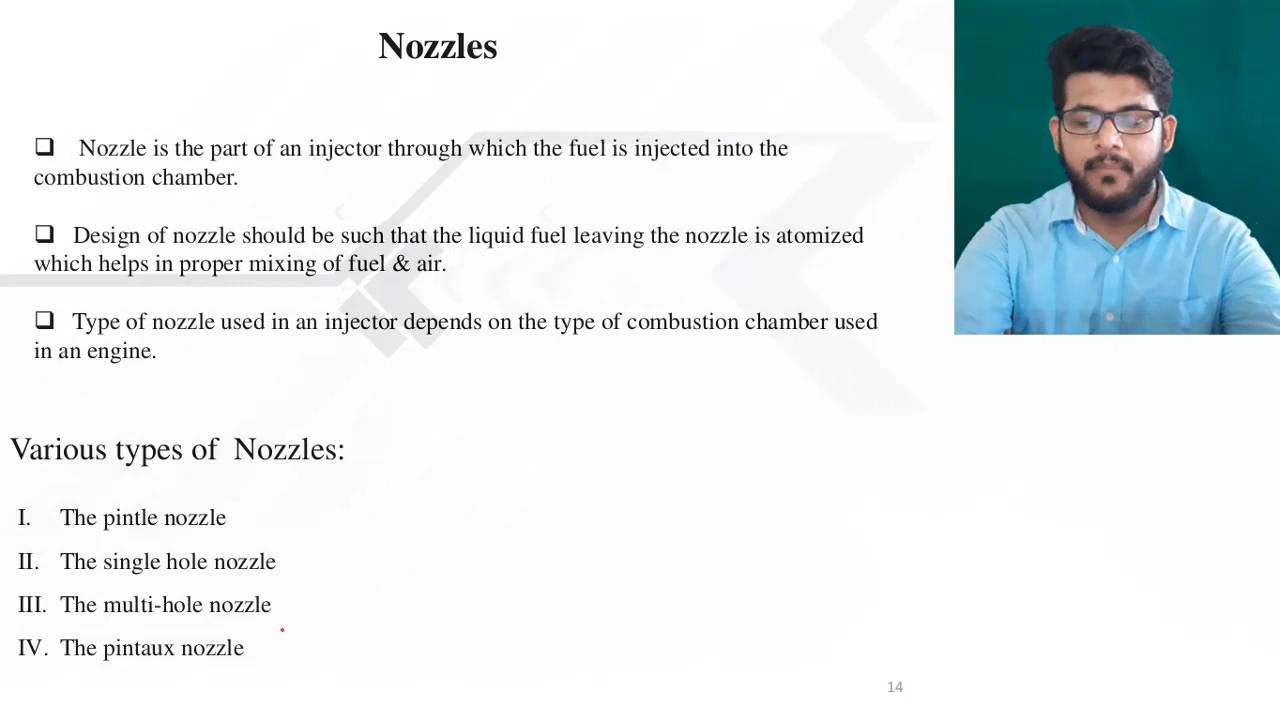 Nozzles
❑ Nozzle is the part of an injector through which the fuel is injected into the
combustion chamber.
❑ Design of nozzle should be such that the liquid fuel leaving the nozzle is atomized
which helps in proper mixing of fuel & air.
❑ Type of nozzle used in an injector depends on the type of combustion chamber used
in an engine.
Various types of Nozzles:
I. The pintle nozzle
II. The single hole nozzle
III. The multi-hole nozzle
IV. The pintaux nozzle
14